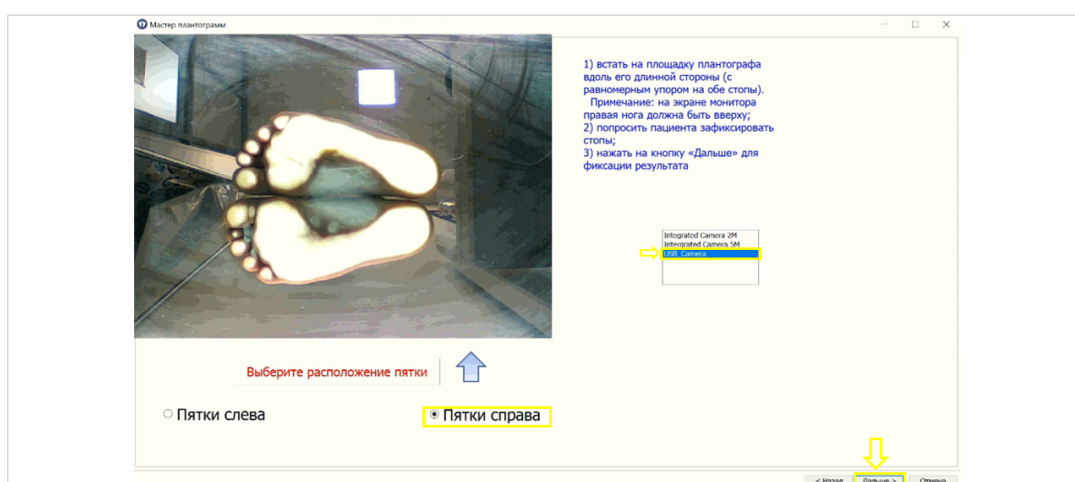 Мастер плантограмм
1) встать на площадку плантографа
вдоль его длинной стороны (с
равномерным упором на обе стопы).
Примечание: на экране монитора
правая нога должна быть вверху;
2) попросить пациента зафиксировать
стопы;
3) нажать на кнопку «Дальше» для
фиксации результата
Integrated Camera 2M
Intergrated Camera 5M
USB_Camera
Выберите расположение пятки
Пятки слева
Пятки справа
< Назад Дальше > Отмена